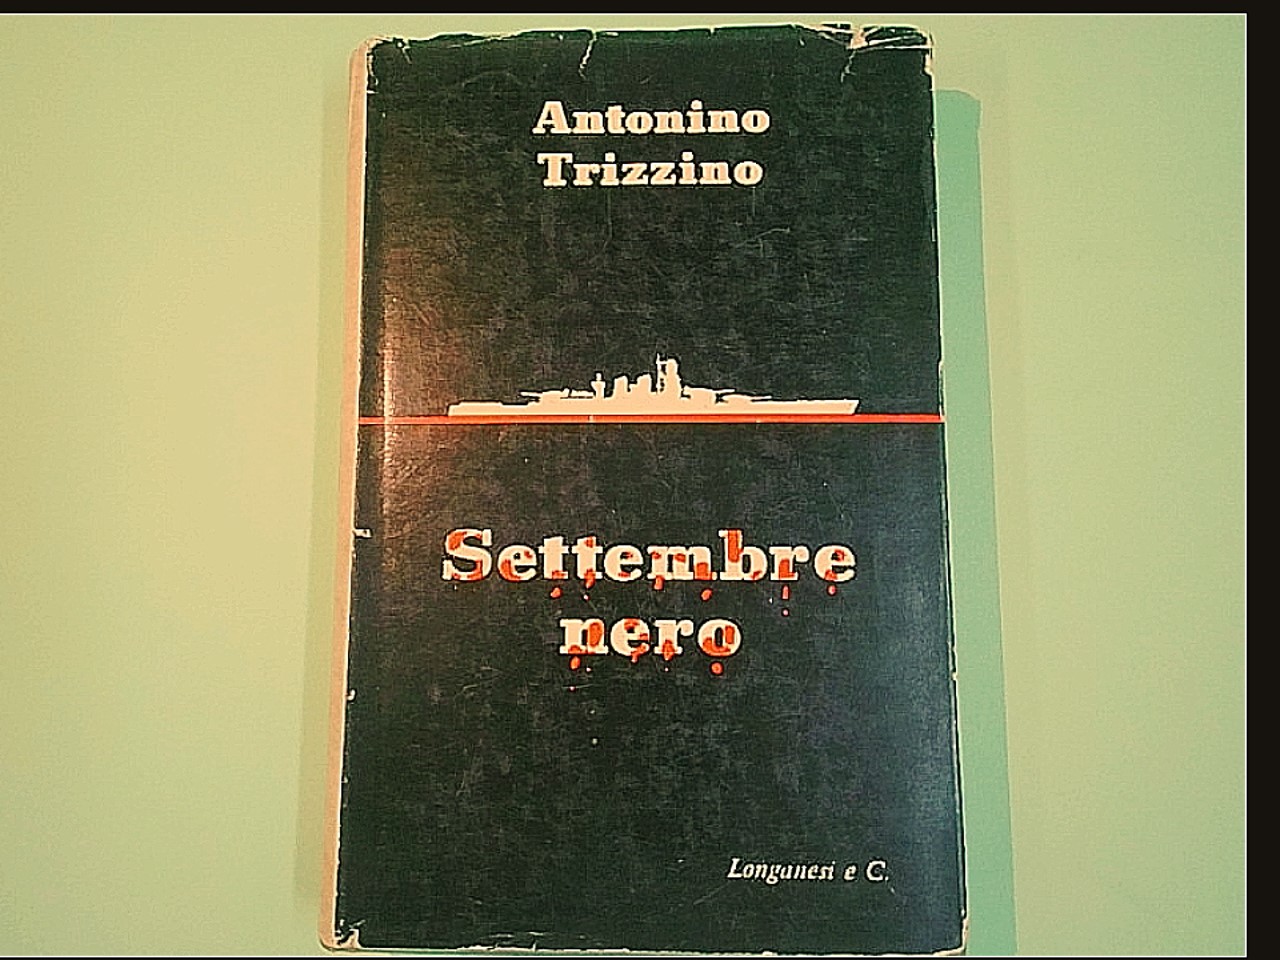 Antonino
Trizzino
Settembre
nero
Longanesi e C.